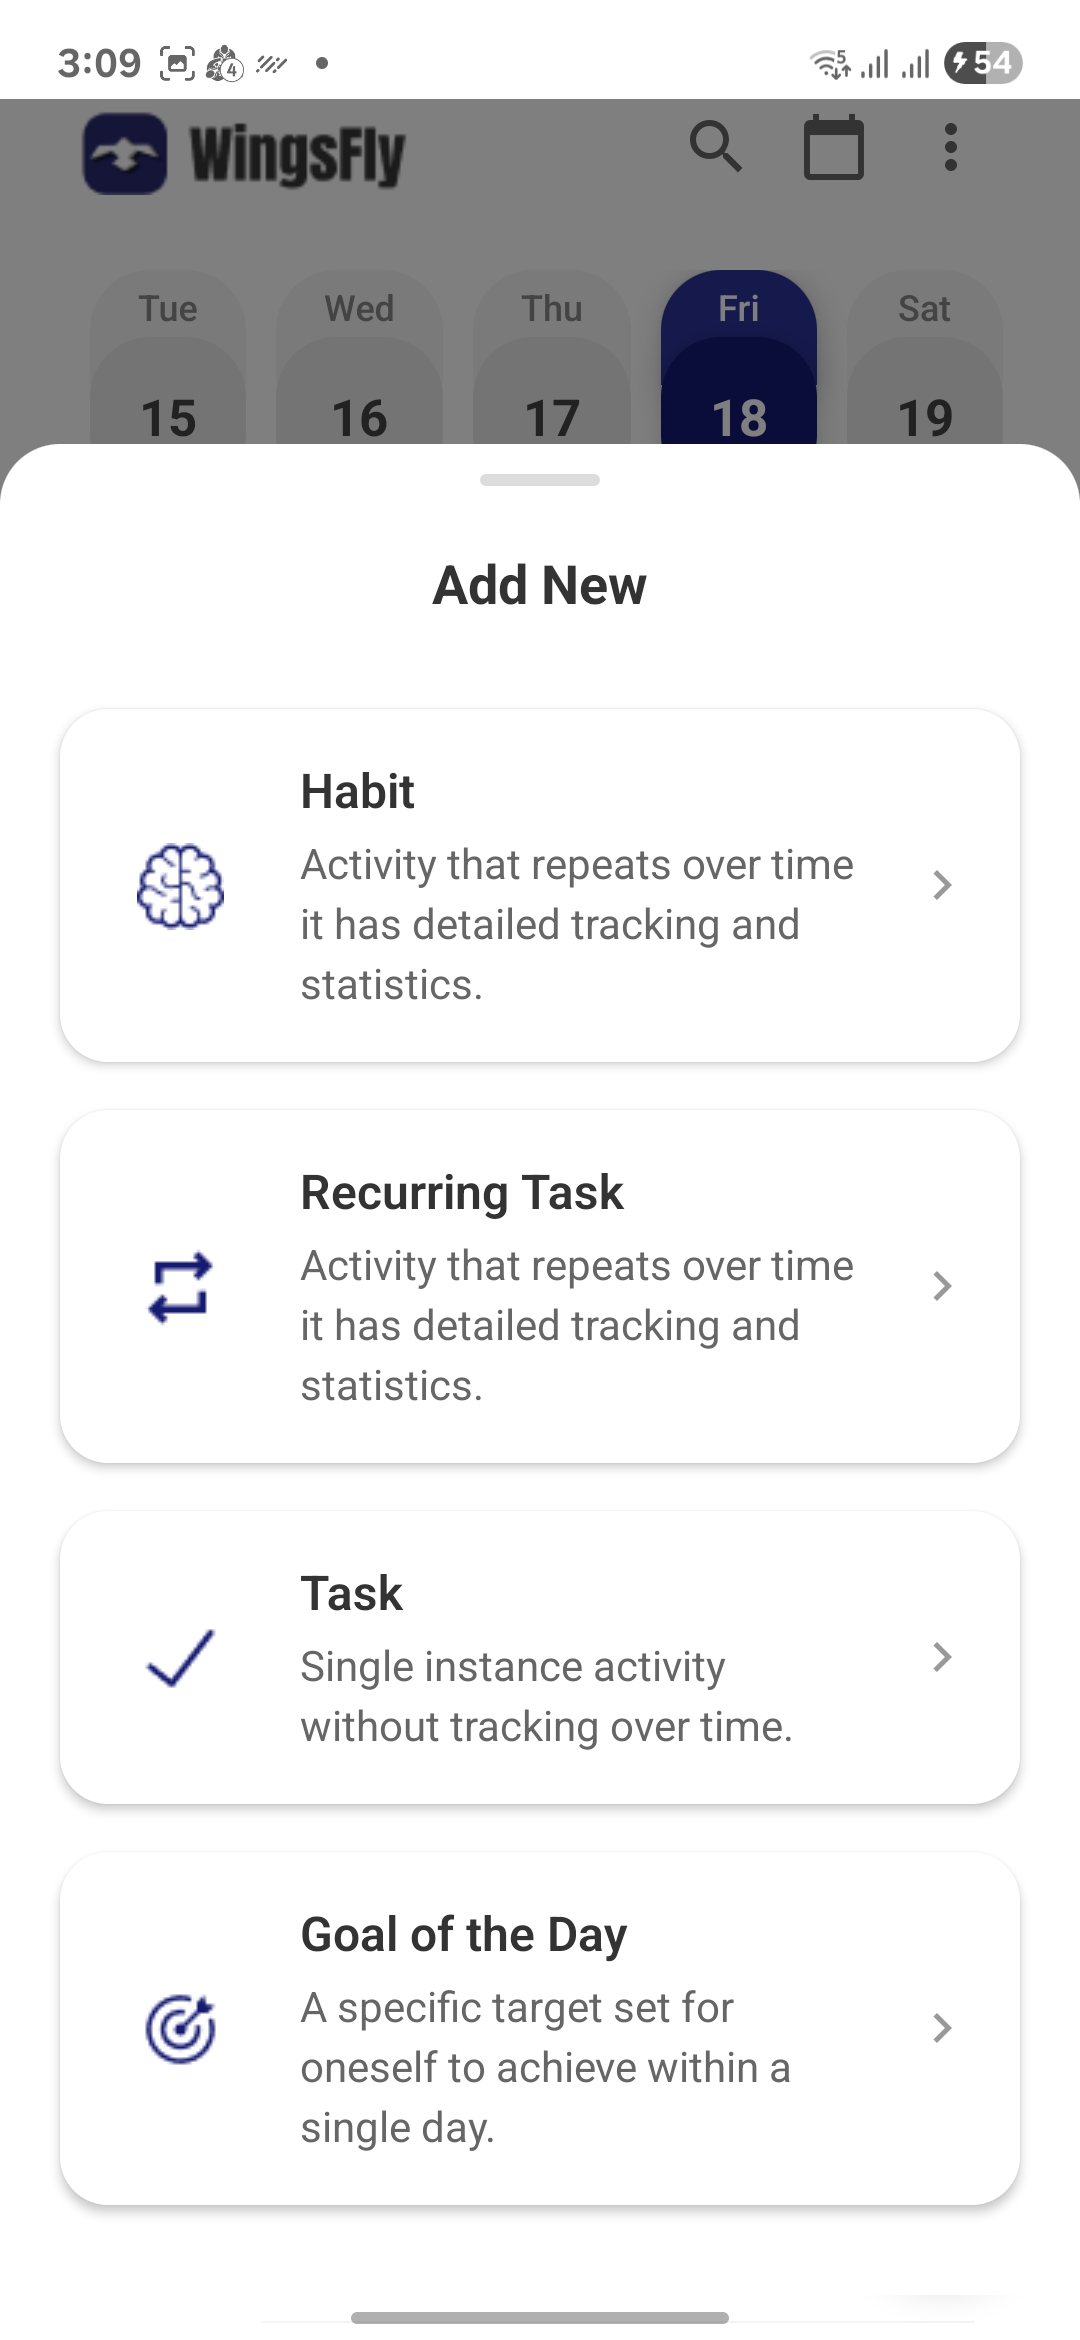 3:09
4
5
54
WingsFly
Tue Wed Thu Fri Sat
15 16 17 18 19
Add New
Habit
Activity that repeats over time
it has detailed tracking and
statistics.
Recurring Task
Activity that repeats over time
it has detailed tracking and
statistics.
Task
Single instance activity
without tracking over time.
Goal of the Day
A specific target set for
oneself to achieve within a
single day.